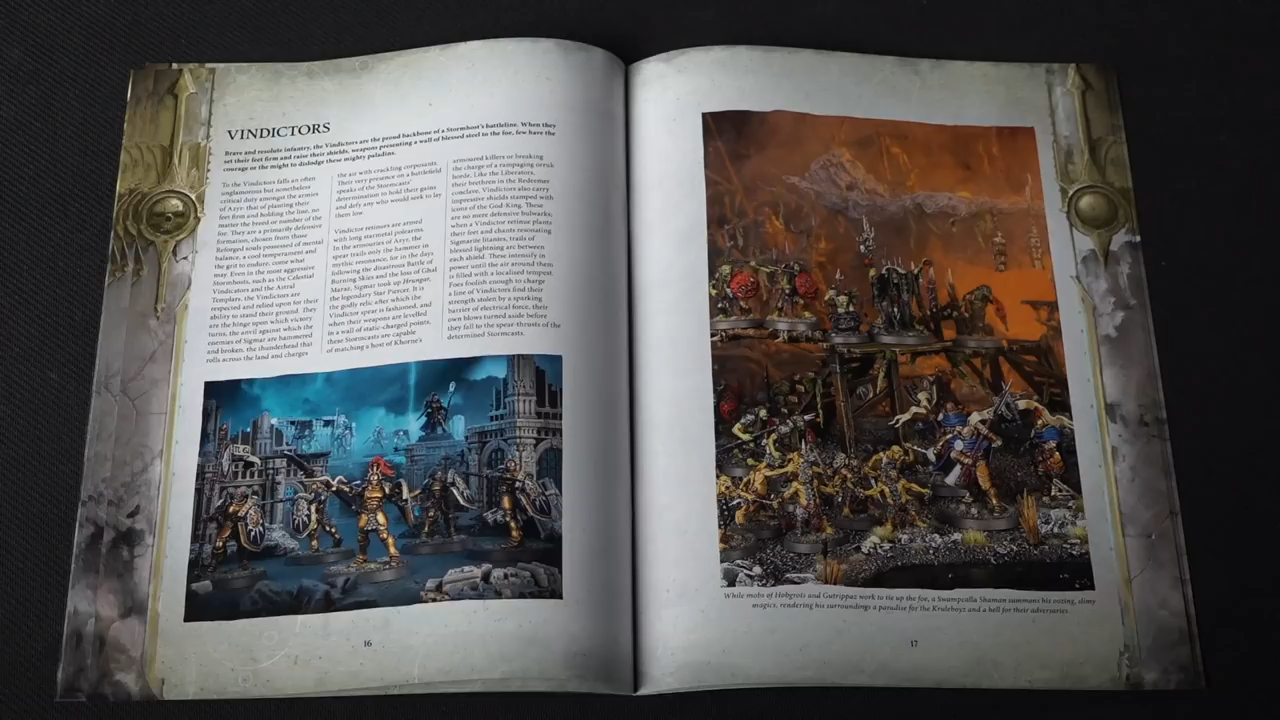 VINDICTORS
Brave and resolute infantry, the Vindictors are the proud backbone of a Stormhost's battleline. When they
set their feet firm and raise their shields, weapons presenting a wall of blessed steel to the foe, few have the
courage or the might to dislodge these mighty paladins.
To the Vindictors falls an often
unglamorous but nonetheless
critical duty amongst the armies
of Azyr: that of planting their
feet firm and holding the line, no
matter the breed or number of the
foe. They are a primarily defensive
formation, chosen from those
Reforged souls possessed of mental
balance, a cool temperament and
the grit to endure, come what
may. Even in the most aggressive
Stormhosts, such as the Celestial
Vindicators and the Astral
Templars, the Vindictors are
respected and relied upon for their
ability to stand their ground. They
are the hinge upon which victory
turns, the anvil against which the
enemies of Sigmar are hammered
and broken, the thunderhead that
rolls across the land and charges
the air with crackling corposants.
Their very presence on a battlefield
speaks of the Stormcasts'
determination to hold their gains
and defy any who would seek to lay
them low.
Vindictor retinues are armed
with long starmetal polearms.
In the armouries of Azyr, the
spear trails only the hammer in
mythic resonance, for in the days
following the disastrous Battle of
Burning Skies and the loss of Ghal
Maraz, Sigmar took up Hrungar,
the legendary Star Piercer. It is
the godly relic after which the
Vindictor spear is fashioned, and
when their weapons are levelled
in a wall of static-charged points,
these Stormcasts are capable
of matching a host of Khorne's
armoured killers or breaking
the charge of a rampaging orruk
horde. Like the Liberators,
their brethren in the Redeemer
conclave, Vindictors also carry
impressive shields stamped with
icons of the God-King. These
are no mere defensive bulwarks;
when a Vindictor retinue plants
their feet and chants resonating
Sigmarite litanies, trails of
blessed lightning arc between
each shield. These intensify in
power until the air around them
is filled with a localised tempest.
Foes foolish enough to charge
a line of Vindictors find their
strength stolen by a sparking
barrier of electrical force, their
own blows turned aside before
they fall to the spear-thrusts of the
determined Stormcasts.
16
While mobs of Hobgrots and Gutrippaz work to tie up the foe, a Swampcalla Shaman summons his oozing, slimy
magics, rendering his surroundings a paradise for the Kruleboyz and a hell for their adversaries.
17